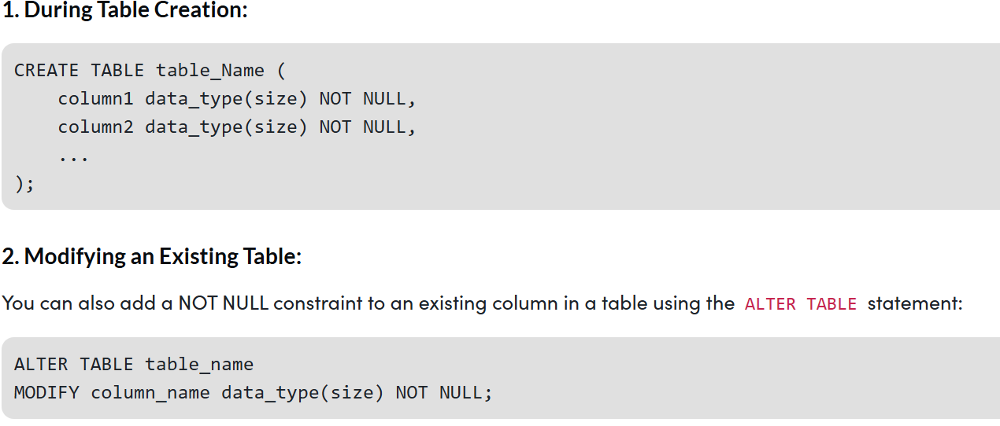 1. During Table Creation:
CREATE TABLE table_Name (
    column1 data_type(size) NOT NULL,
    column2 data_type(size) NOT NULL,
    ...
);
2. Modifying an Existing Table:
You can also add a NOT NULL constraint to an existing column in a table using the ALTER TABLE statement:
ALTER TABLE table_name
MODIFY column_name data_type(size) NOT NULL;